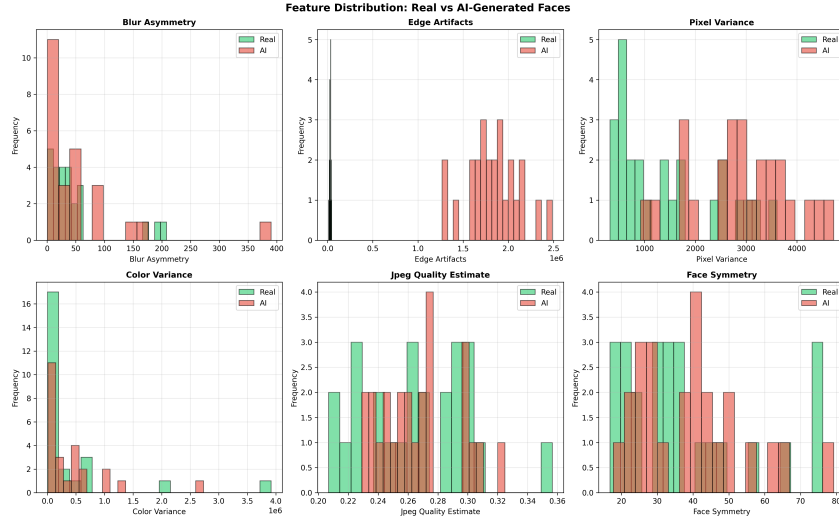 Feature Distribution: Real vs AI-Generated Faces
Blur Asymmetry
Real
AI
Frequency
0
2
4
6
8
10
0 50 100 150 200 250 300 350 400
Blur Asymmetry
Edge Artifacts
Real
AI
Frequency
0
1
2
3
4
5
0.0 0.5 1.0 1.5 2.0 2.5
1e6
Edge Artifacts
Pixel Variance
Real
AI
Frequency
0
1
2
3
4
5
1000 2000 3000 4000
Pixel Variance
Color Variance
Real
AI
Frequency
0
2
4
6
8
10
12
14
16
0.0 0.5 1.0 1.5 2.0 2.5 3.0 3.5 4.0
1e6
Color Variance
Jpeg Quality Estimate
Real
AI
Frequency
0.0
0.5
1.0
1.5
2.0
2.5
3.0
3.5
4.0
0.20 0.22 0.24 0.26 0.28 0.30 0.32 0.34 0.36
Jpeg Quality Estimate
Face Symmetry
Real
AI
Frequency
0.0
0.5
1.0
1.5
2.0
2.5
3.0
3.5
4.0
20 30 40 50 60 70 80
Face Symmetry